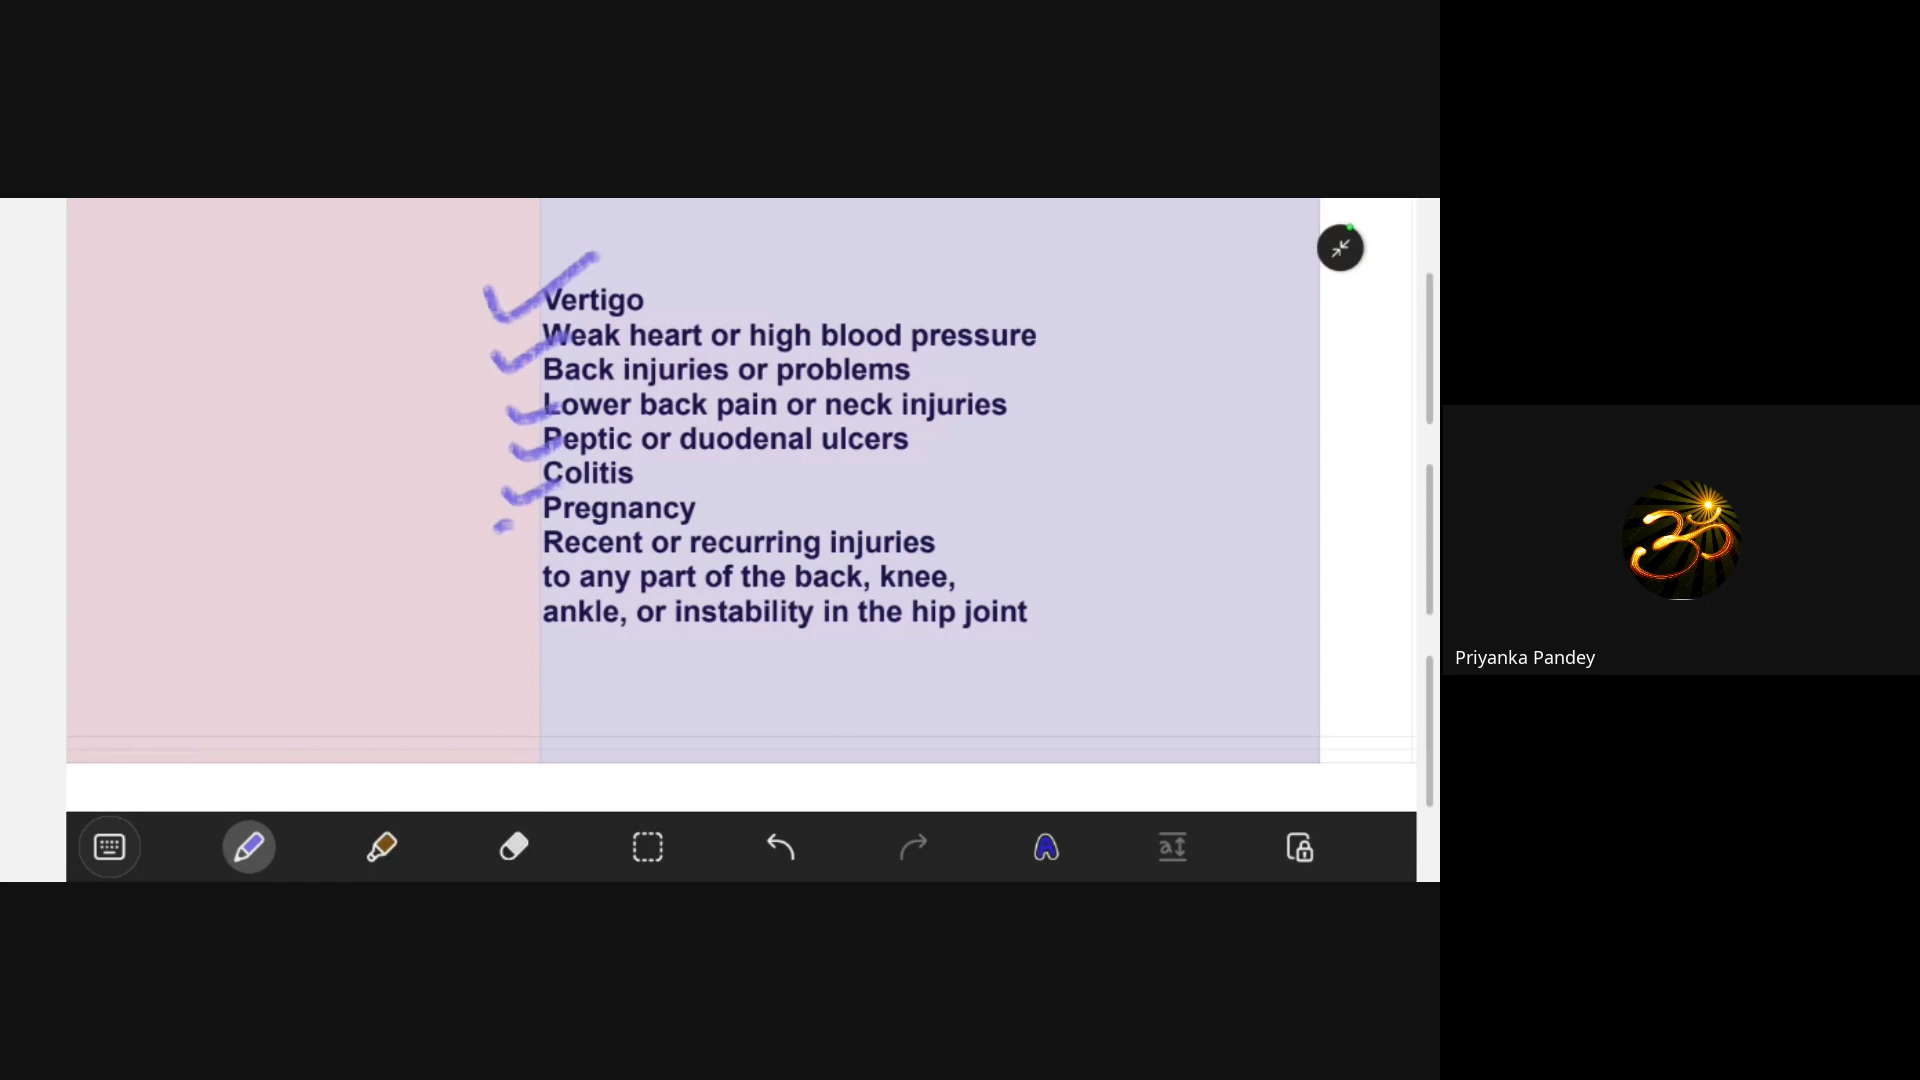 Vertigo
Weak heart or high blood pressure
Back injuries or problems
Lower back pain or neck injuries
Peptic or duodenal ulcers
Colitis
Pregnancy
Recent or recurring injuries
to any part of the back, knee,
ankle, or instability in the hip joint
ॐ
Priyanka Pandey
A
a